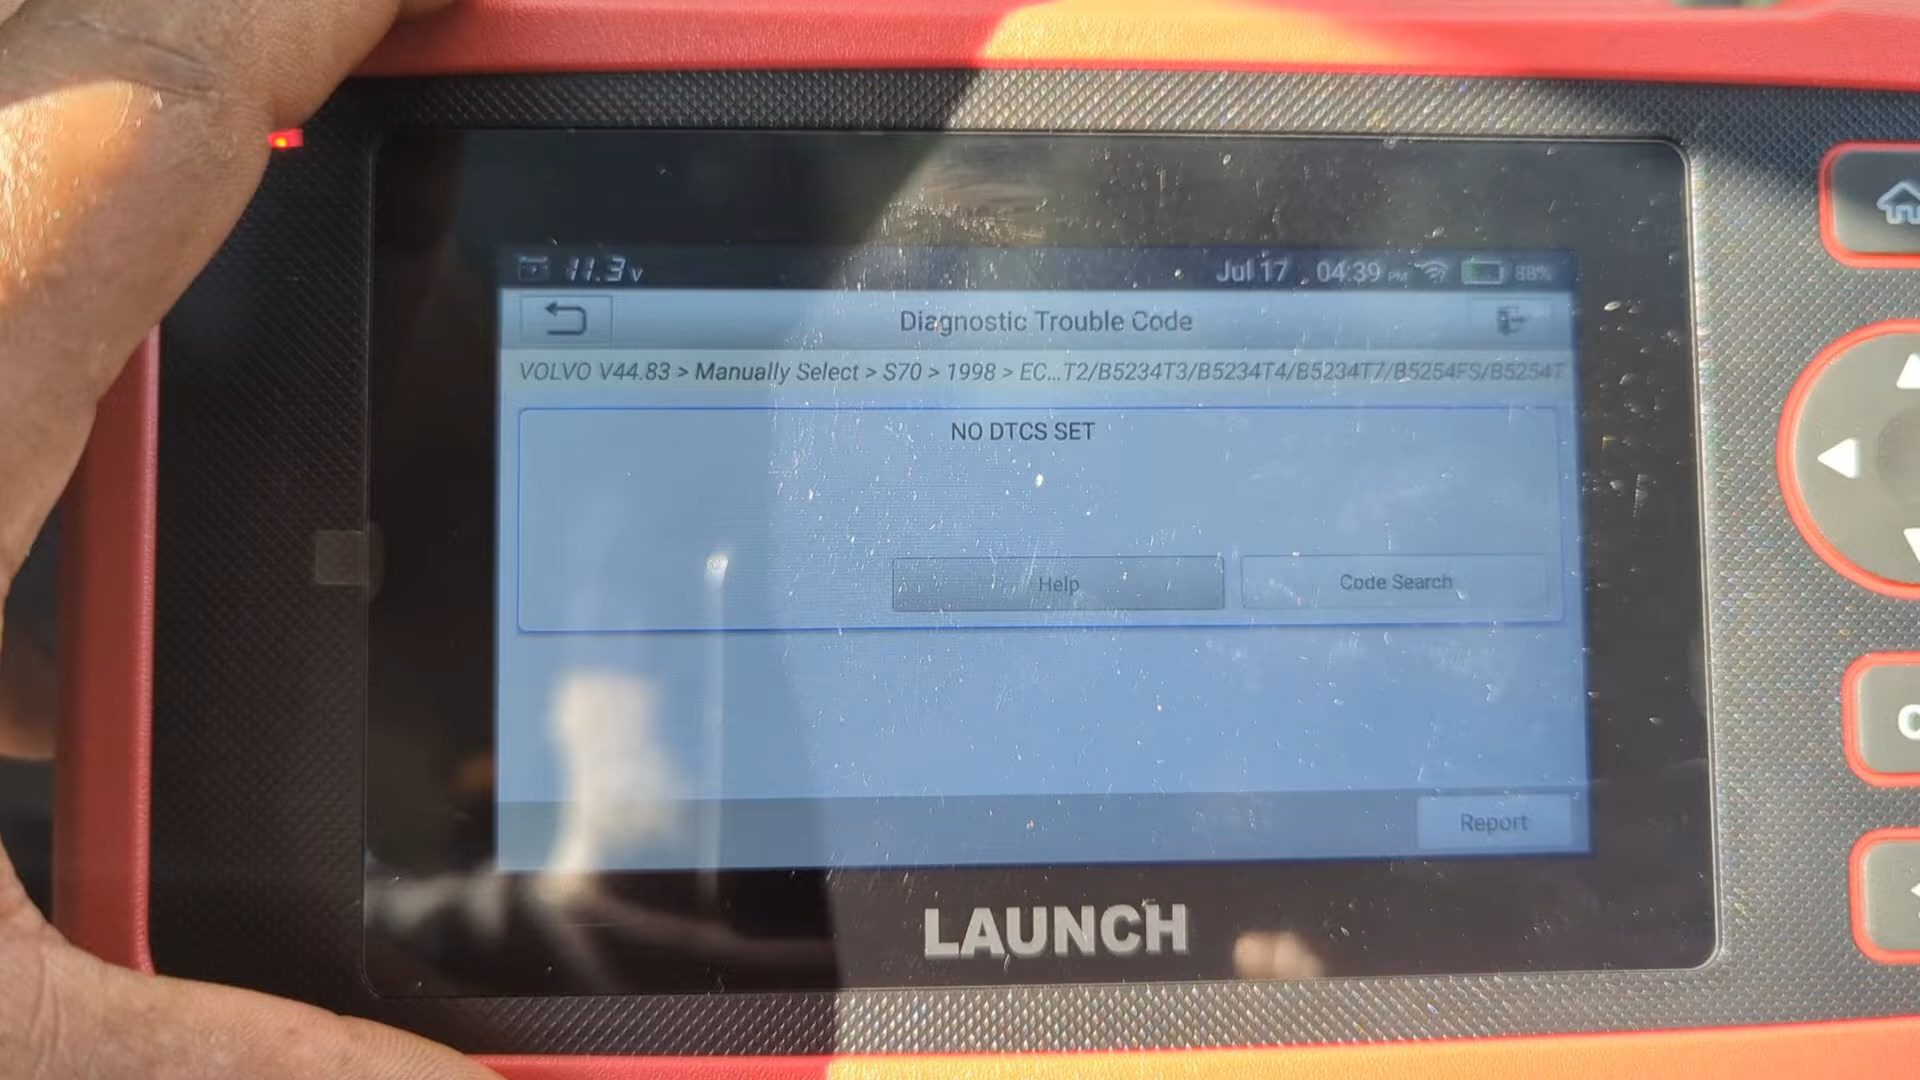 11.3v
Jul 17 , 04:39 PM 88%
Diagnostic Trouble Code
VOLVO V44.83 > Manually Select > S70 > 1998 > EC...T2/B5234T3/B5234T4/B5234T7/B5254FS/B5254T
NO DTCS SET
Help
Code Search
Report
LAUNCH